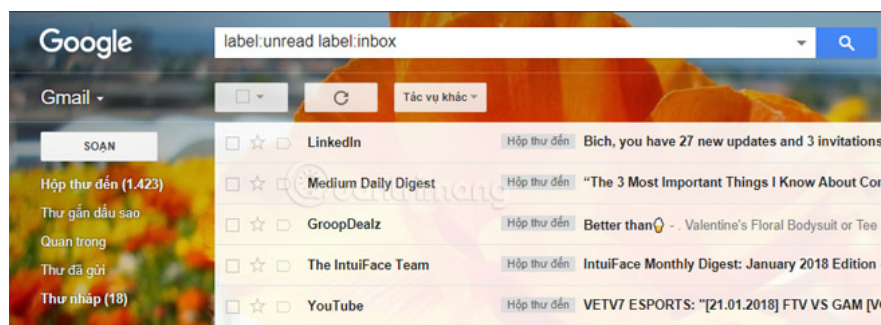 Google
label:unread label:inbox
Gmail
Tác vụ khác
SOẠN
LinkedIn Hộp thư đến Bich, you have 27 new updates and 3 invitations
Hộp thư đến (1.423)
Medium Daily Digest Hộp thư đến “The 3 Most Important Things I Know About
Thư gắn dấu sao
GroopDealz Hộp thư đến Better than - . Valentine's Floral Bodysuit or Tee
Quan trọng
Thư đã gửi
The IntuiFace Team Hộp thư đến IntuiFace Monthly Digest: January 2018 Edition
Thư nháp (18)
YouTube Hộp thư đến VETV7 ESPORTS: "[21.01.2018] FTV VS GAM
quantrimang